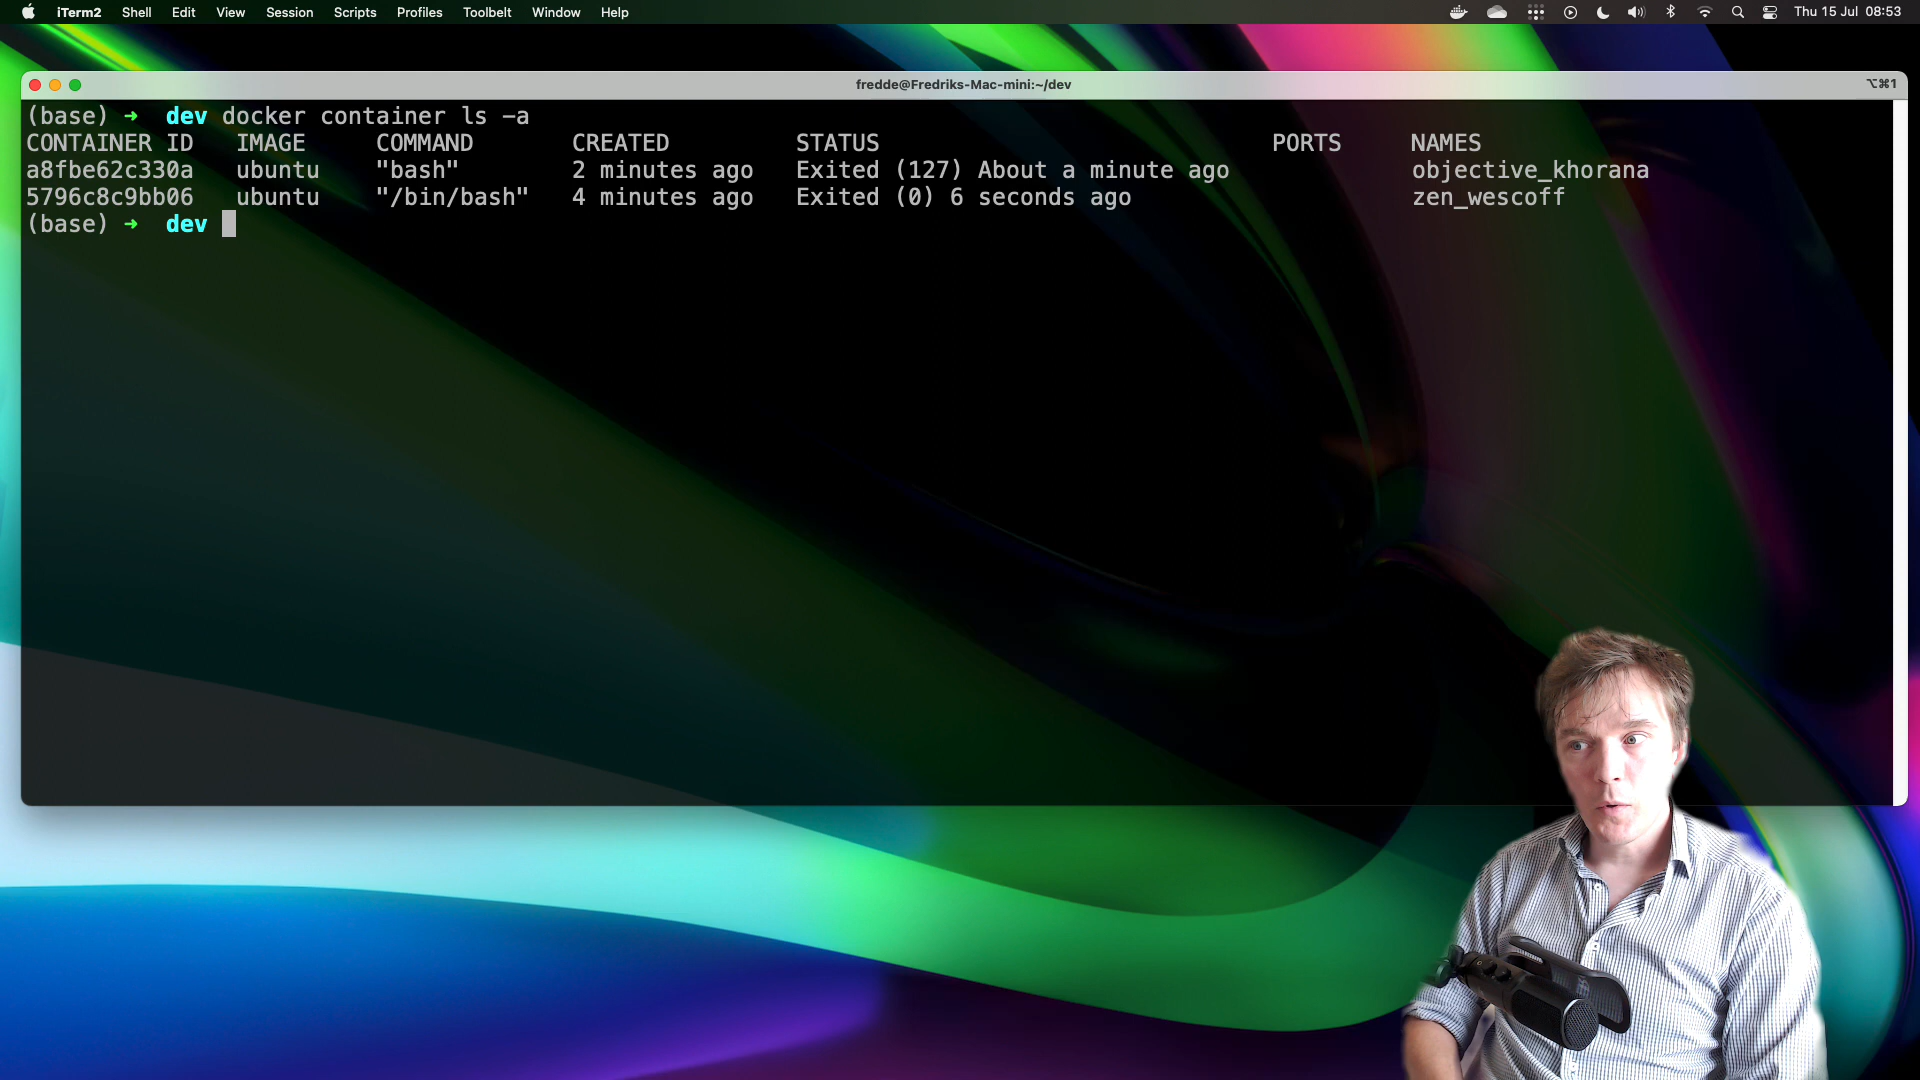 iTerm2 Shell Edit View Session Scripts Profiles Toolbelt Window Help Thu 15 Jul 08:53
fredde@Fredriks-Mac-mini:~/dev ⌥⌘1
(base) ➜ dev docker container ls -a
CONTAINER ID IMAGE COMMAND CREATED STATUS PORTS NAMES
a8fbe62c330a ubuntu "bash" 2 minutes ago Exited (127) About a minute ago objective_khorana
5796c8c9bb06 ubuntu "/bin/bash" 4 minutes ago Exited (0) 6 seconds ago zen_wescoff
(base) ➜ dev